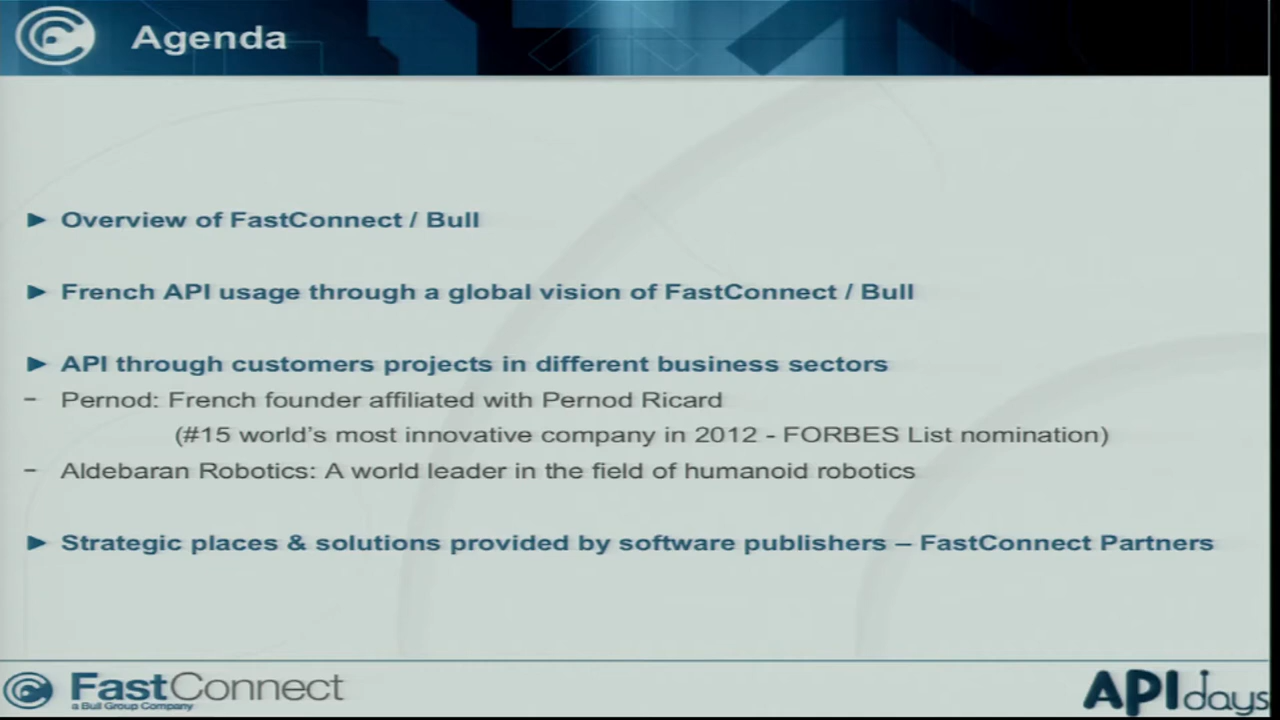 Agenda
► Overview of FastConnect / Bull
► French API usage through a global vision of FastConnect / Bull
► API through customers projects in different business sectors
- Pernod: French founder affiliated with Pernod Ricard
(#15 world's most innovative company in 2012 - FORBES List nomination)
- Aldebaran Robotics: A world leader in the field of humanoid robotics
► Strategic places & solutions provided by software publishers – FastConnect Partners
FastConnect
a Bull Group Company
APIdays